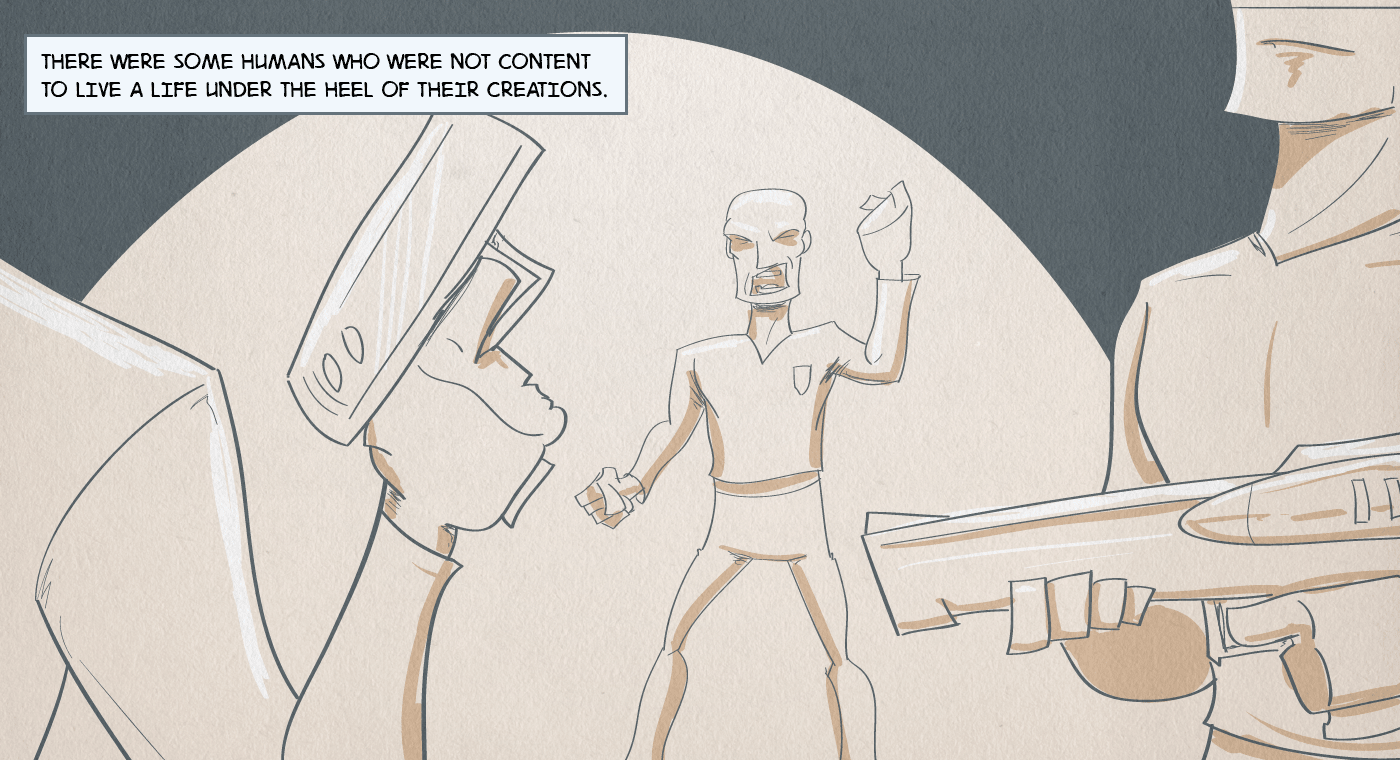 THERE WERE SOME HUMANS WHO WERE NOT CONTENT
TO LIVE A LIFE UNDER THE HEEL OF THEIR CREATIONS.